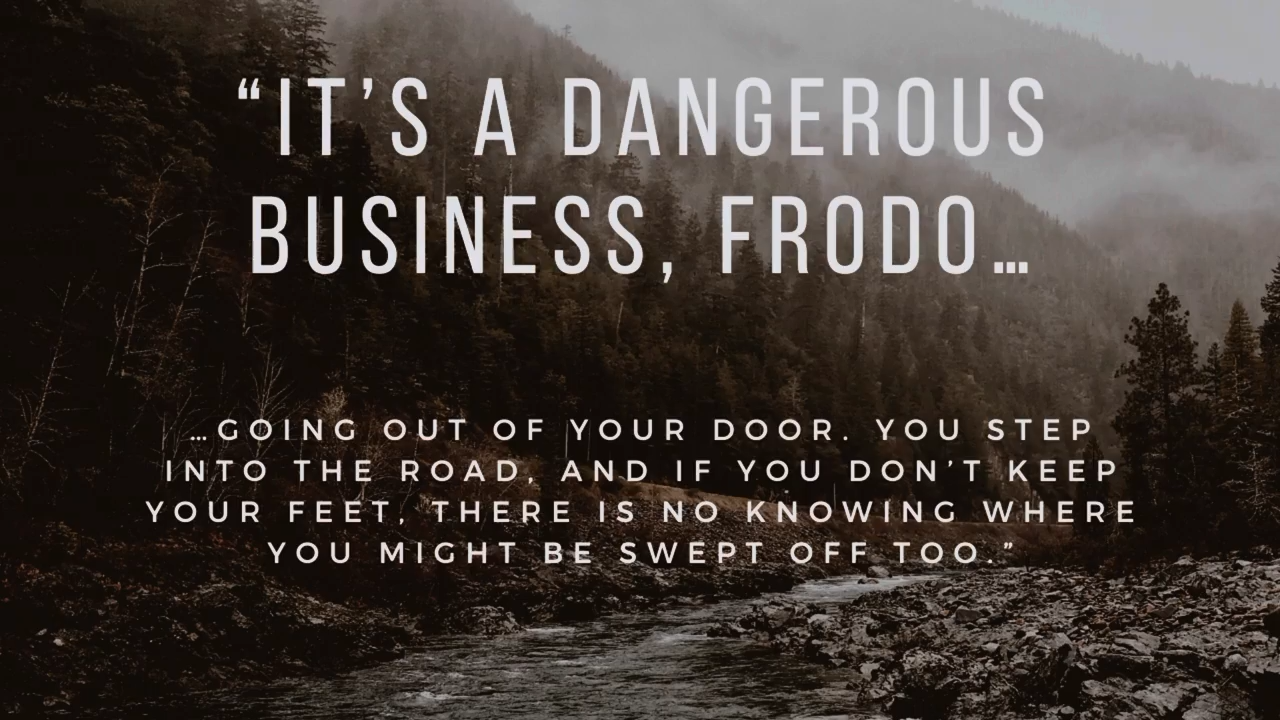 “IT’S A DANGEROUS
BUSINESS, FRODO…
…GOING OUT OF YOUR DOOR. YOU STEP
INTO THE ROAD, AND IF YOU DON’T KEEP
YOUR FEET, THERE IS NO KNOWING WHERE
YOU MIGHT BE SWEPT OFF TOO.”